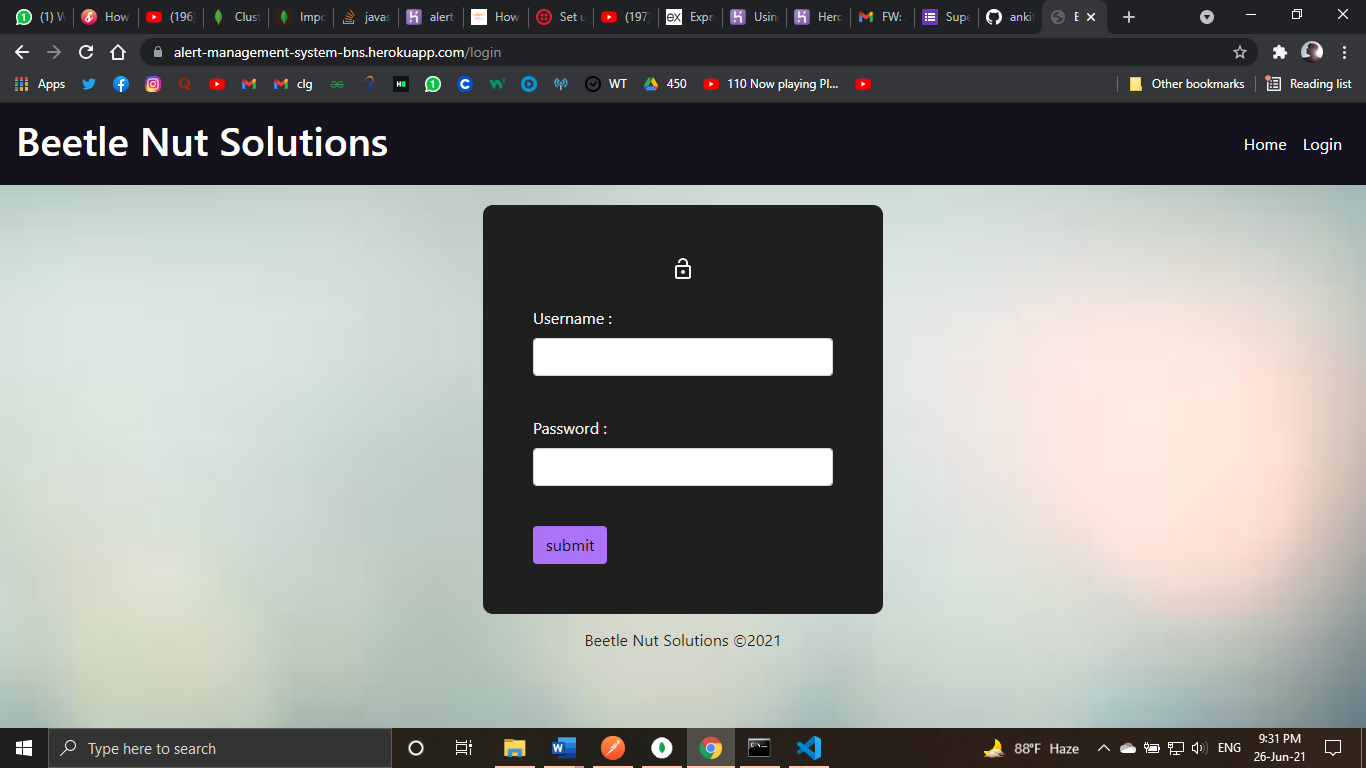 (1) W How (196 Clust Impo javas alert How Set u (197 Expr Usin Herc FW: Supe ankit E
alert-management-system-bns.herokuapp.com/login
Apps clg WT 450 110 Now playing Pl... Other bookmarks Reading list
Beetle Nut Solutions
Home Login
Username :
Password :
submit
Beetle Nut Solutions ©2021
Type here to search
88°F Haze
ENG
9:31 PM
26-Jun-21